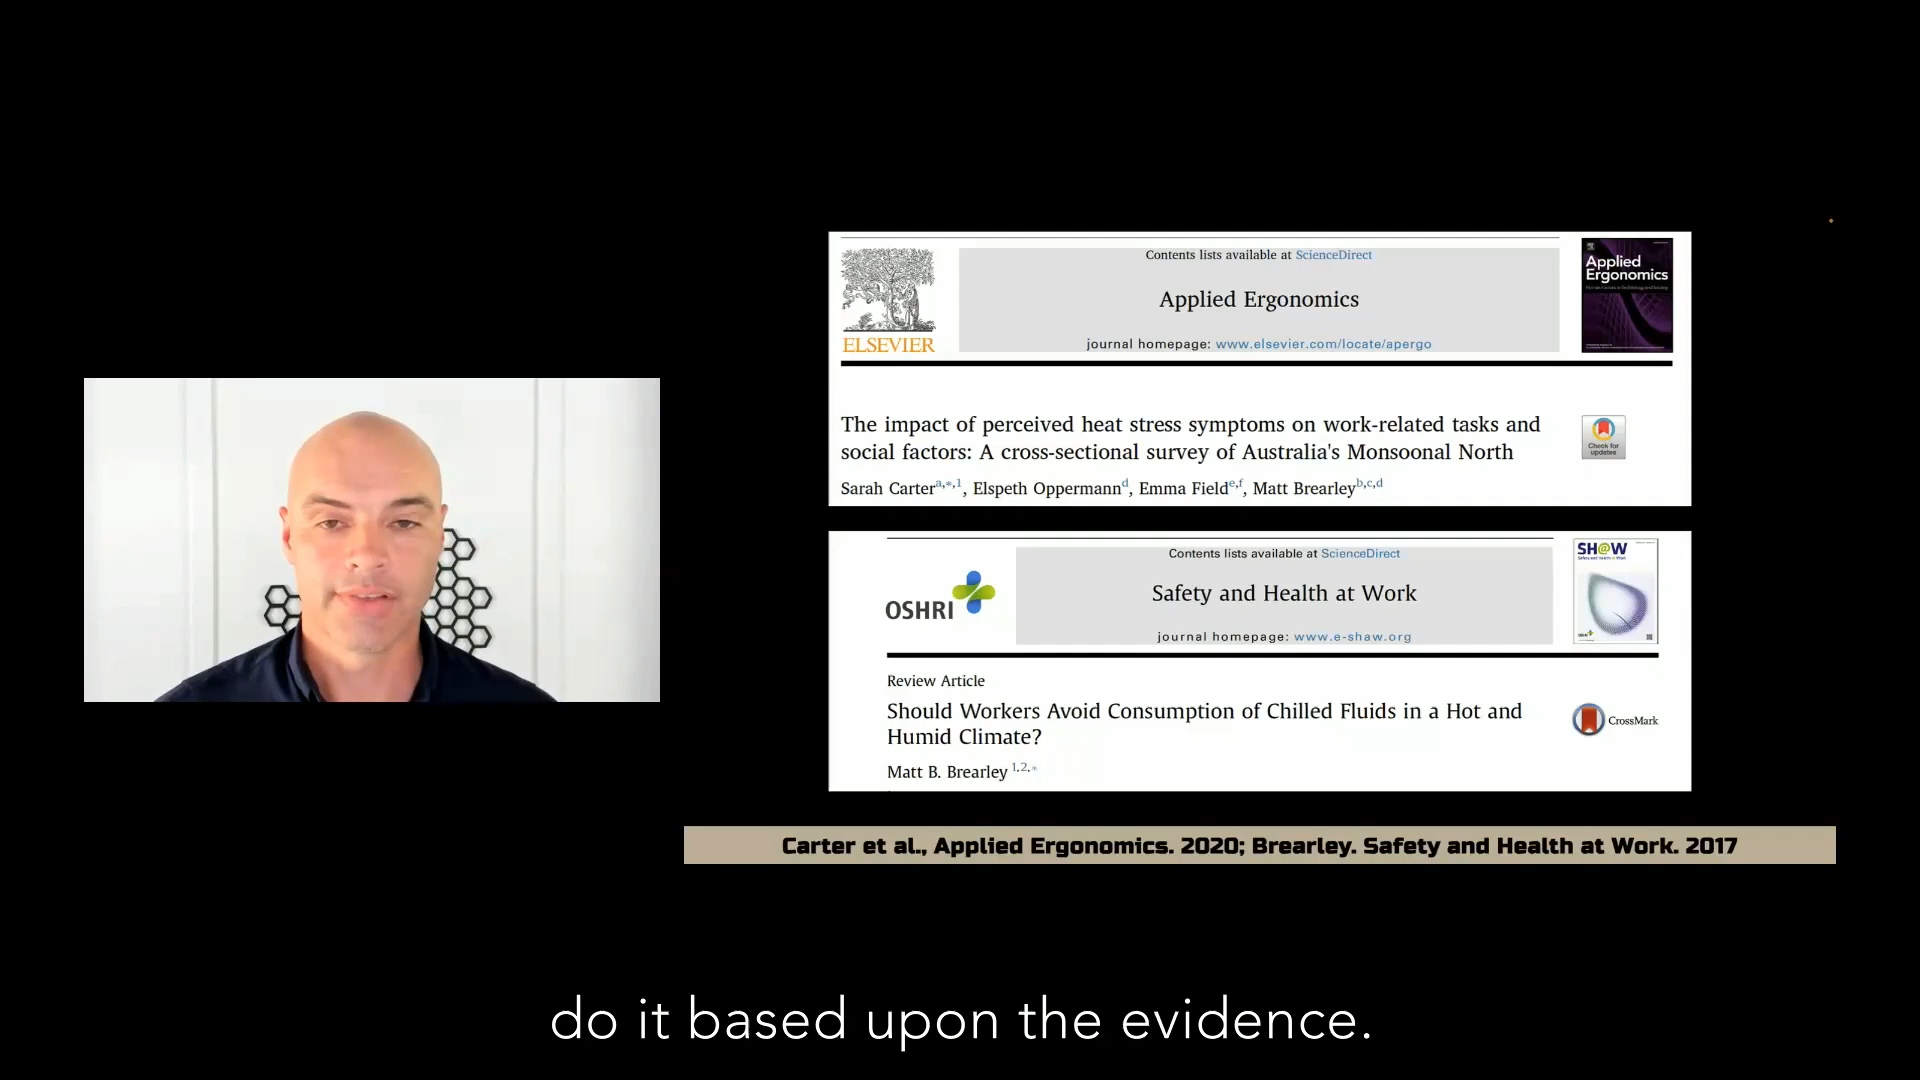 Contents lists available at ScienceDirect
Applied Ergonomics
journal homepage: www.elsevier.com/locate/apergo
ELSEVIER
Applied
Ergonomics
The impact of perceived heat stress symptoms on work-related tasks and
social factors: A cross-sectional survey of Australia's Monsoonal North
Check for
updates
Sarah Carter a,*,1, Elspeth Oppermann d, Emma Field e,f, Matt Brearley b,c,d
Contents lists available at ScienceDirect
OSHRI
Safety and Health at Work
journal homepage: www.e-shaw.org
SH@W
Review Article
Should Workers Avoid Consumption of Chilled Fluids in a Hot and
Humid Climate?
CrossMark
Matt B. Brearley 1,2,*
Carter et al., Applied Ergonomics. 2020; Brearley. Safety and Health at Work. 2017
do it based upon the evidence.